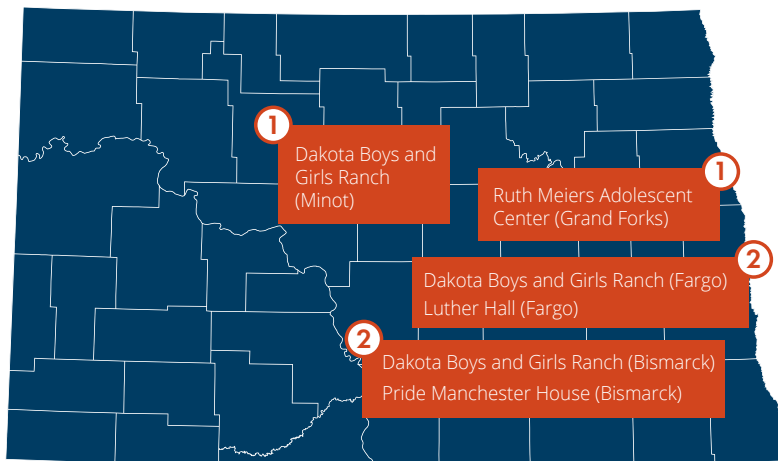 1
Dakota Boys and
Girls Ranch
(Minot)
1
Ruth Meiers Adolescent
Center (Grand Forks)
2
Dakota Boys and Girls Ranch (Fargo)
Luther Hall (Fargo)
2
Dakota Boys and Girls Ranch (Bismarck)
Pride Manchester House (Bismarck)